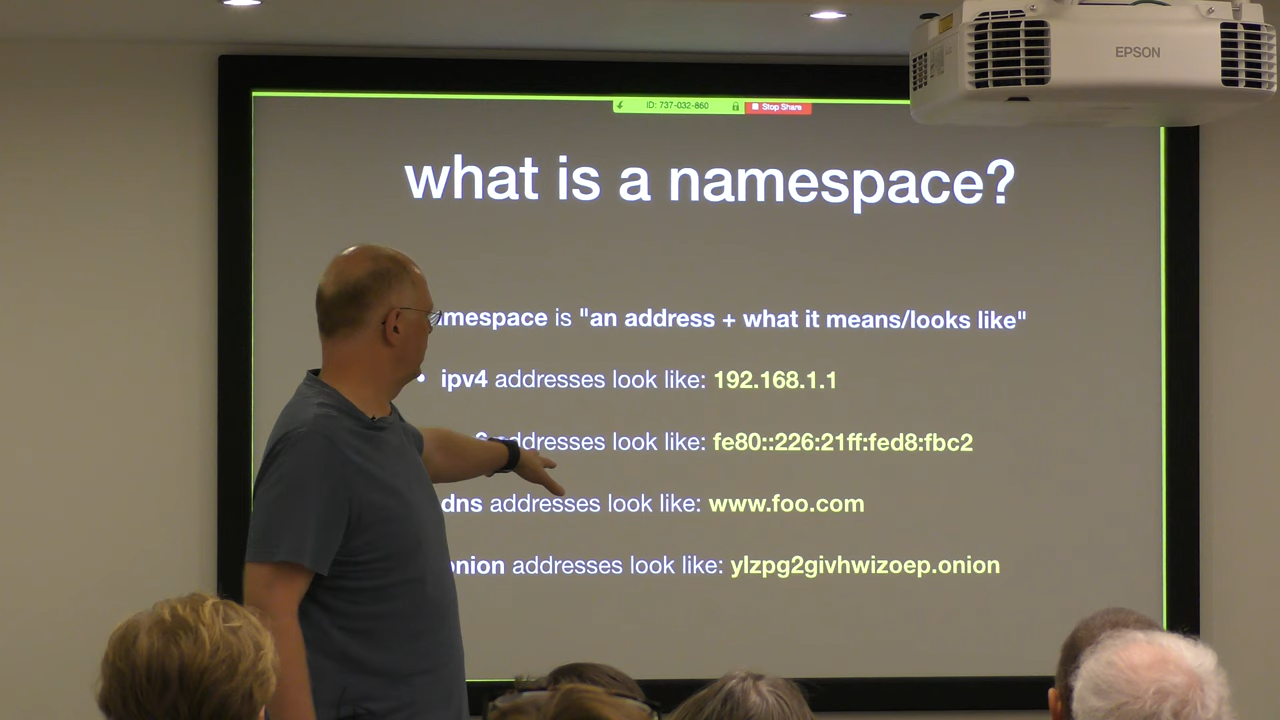 EPSON
ID: 737-032-860 Stop Share
what is a namespace?
is "an address + what it means/looks like"
• ipv4 addresses look like: 192.168.1.1
addresses look like: fe80::226:21ff:fed8:fbc2
dns addresses look like: www.foo.com
addresses look like: ylzpg2givhwizoep.onion